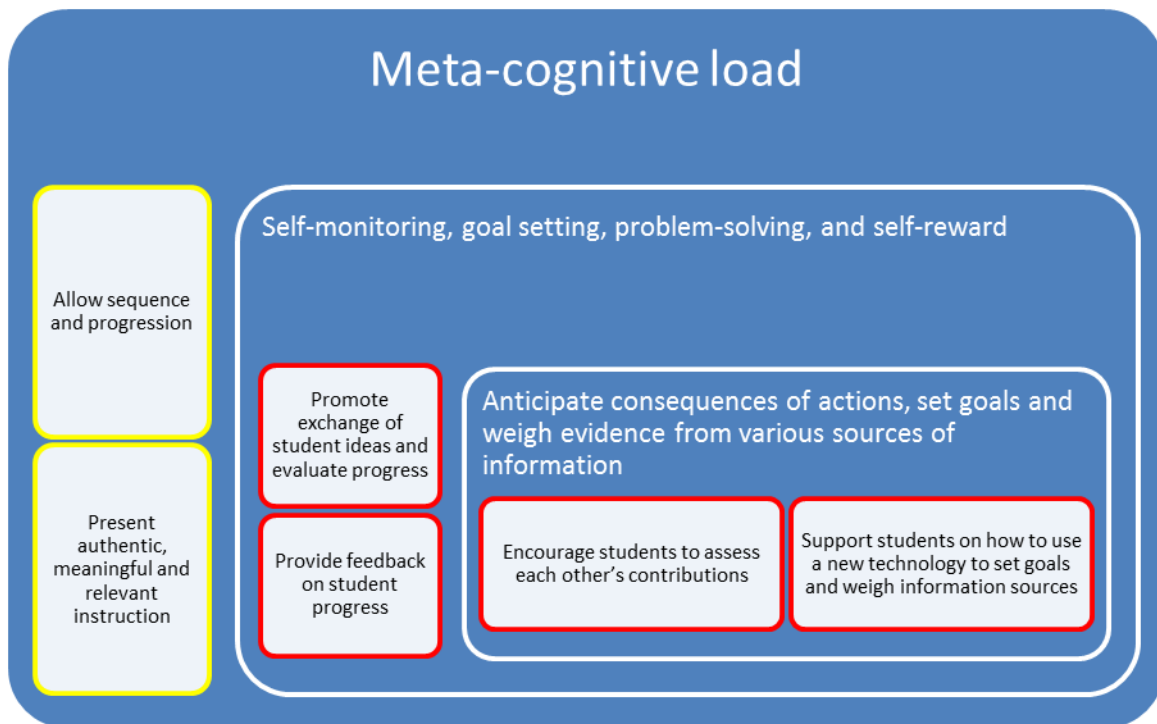 Meta-cognitive load
Allow sequence
and progression
Present
authentic,
meaningful and
relevant
instruction
Self-monitoring, goal setting, problem-solving, and self-reward
Promote
exchange of
student ideas and
evaluate progress
Provide feedback
on student
progress
Anticipate consequences of actions, set goals and
weigh evidence from various sources of
information
Encourage students to assess
each other’s contributions
Support students on how to use
a new technology to set goals
and weigh information sources